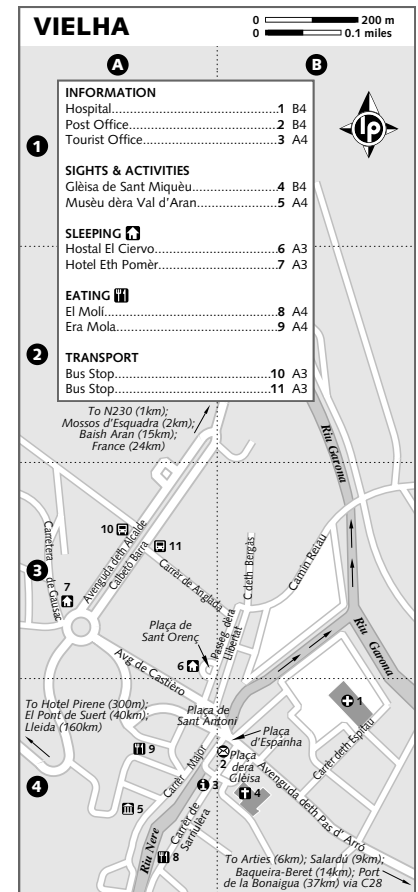 VIELHA
0 200 m
0 0.1 miles
A B
1
INFORMATION
Hospital 1 B4
Post Office 2 B4
Tourist Office 3 A4
SIGHTS & ACTIVITIES
Glèisa de Sant Miquèu 4 B4
Musèu dèra Val d'Aran 5 A4
SLEEPING
Hostal El Ciervo 6 A3
Hotel Eth Pomèr 7 A3
EATING
El Molí 8 A4
Era Mola 9 A4
2
TRANSPORT
Bus Stop 10 A3
Bus Stop 11 A3
lp
To N230 (1km);
Mossos d'Esquadra (2km);
Baish Aran (15km);
France (24km)
Riu Garona
3
Carretera
de Gausac
7
10
Avenguda deth Alcalde
Calbetó Barra
11
Carrèr de Anglada
C deth Bergàs
Camin Reiau
Plaça de
Sant Orenç
Passeg dèra
Llibertat
6
Avg de Castièro
Riu Garona
To Hotel Pirene (300m);
El Pont de Suert (40km);
Lleida (160km)
Plaça de
Sant Antoni
Plaça
d'Espanha
1
Carrèr deth Espitau
4
9
Carrèr Major
2
Plaça
dera
Glèisa
3
4
Avenguda deth Pas d' Arró
5
Riu Nere
Carrèr de
Sarriulèra
8
To Arties (6km); Salardú (9km);
Baqueira-Beret (14km); Port
de la Bonaigua (37km) via C28